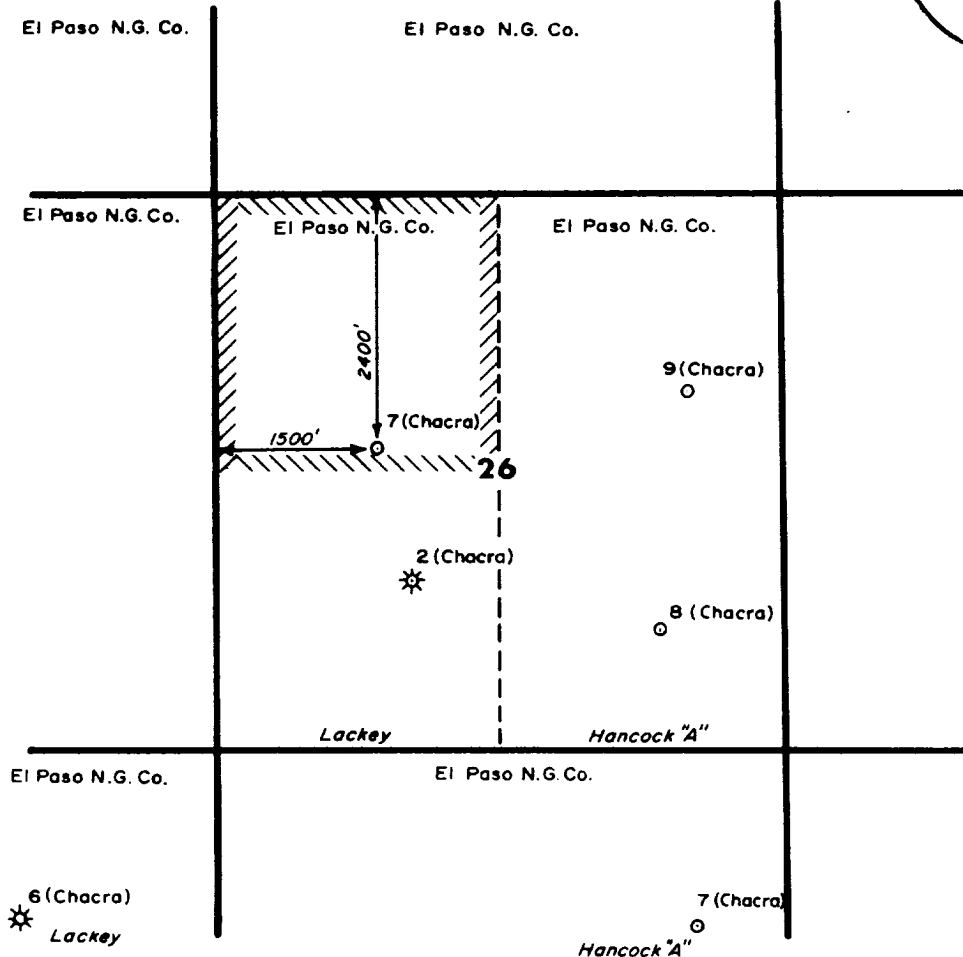 El Paso N.G. Co.
El Paso N.G. Co.
El Paso N.G. Co.
El Paso N.G. Co.
El Paso N.G. Co.
2400'
9 (Chacra)
7 (Chacra)
1500'
26
2 (Chacra)
8 (Chacra)
Lackey
Hancock "A"
El Paso N.G. Co.
El Paso N.G. Co.
6 (Chacra)
Lackey
7 (Chacra)
Hancock "A"